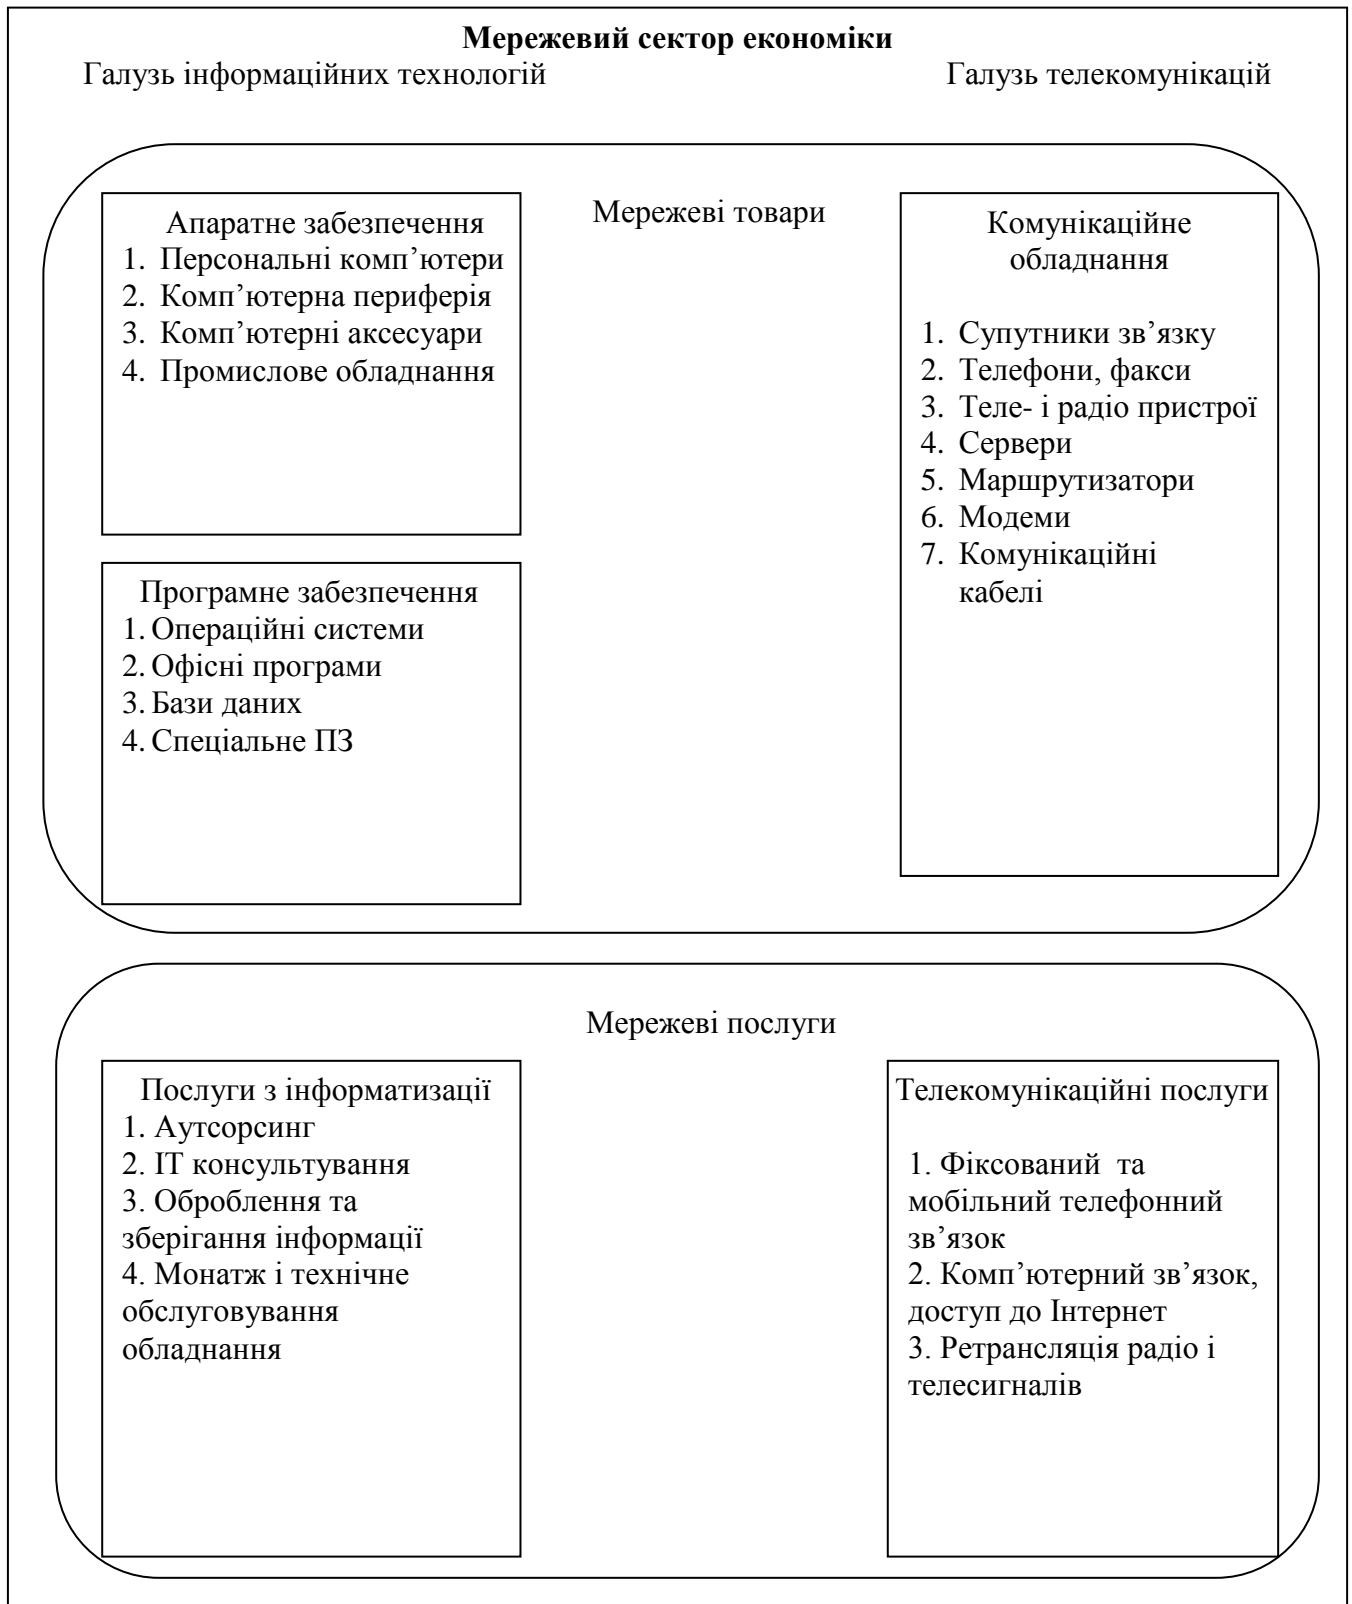 Мережевий сектор економіки
Галузь інформаційних технологій
Галузь телекомунікацій
Мережеві товари
Апаратне забезпечення
1. Персональні комп’ютери
2. Комп’ютерна периферія
3. Комп’ютерні аксесуари
4. Промислове обладнання
Програмне забезпечення
1. Операційні системи
2. Офісні програми
3. Бази даних
4. Спеціальне ПЗ
Комунікаційне
обладнання
1. Супутники зв’язку
2. Телефони, факси
3. Теле- і радіо пристрої
4. Сервери
5. Маршрутизатори
6. Модеми
7. Комунікаційні
кабелі
Мережеві послуги
Послуги з інформатизації
1. Аутсорсинг
2. ІТ консультування
3. Оброблення та
зберігання інформації
4. Монатж і технічне
обслуговування
обладнання
Телекомунікаційні послуги
1. Фіксований та
мобільний телефонний
зв’язок
2. Комп’ютерний зв’язок,
доступ до Інтернет
3. Ретрансляція радіо і
телесигналів